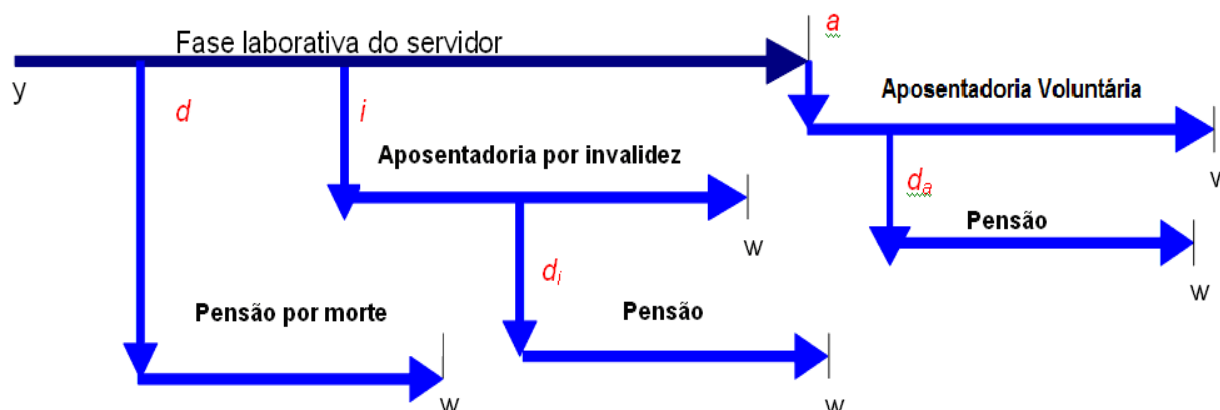 a
Fase laborativa do servidor
y
Aposentadoria Voluntária
d
i
Aposentadoria por invalidez
w
da
Pensão
w
w
di
Pensão por morte
Pensão
w
w